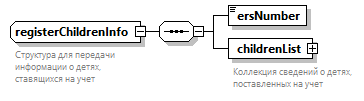 registerChildrenInfo
Структура для передачи
информации о детях,
ставящихся на учет
ersNumber
childrenList
Коллекция сведений о детях,
поставленных на учет